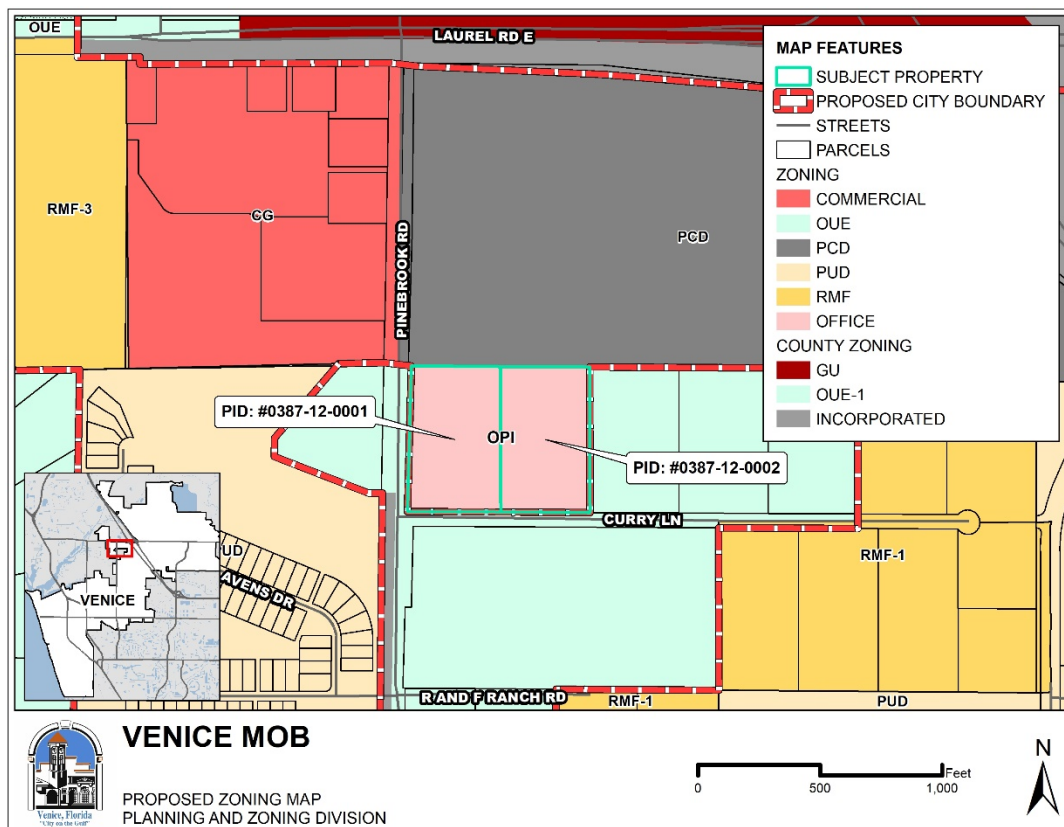 OUE
LAUREL RD E
MAP FEATURES
SUBJECT PROPERTY
PROPOSED CITY BOUNDARY
STREETS
PARCELS
ZONING
COMMERCIAL
OUE
PCD
PUD
RMF
OFFICE
COUNTY ZONING
GU
OUE-1
INCORPORATED
RMF-3
CG
PINEBROOK RD
PCD
PID: #0387-12-0001
OPI
PID: #0387-12-0002
CURRY LN
RMF-1
UD
VENICE
AVENS DR
R AND F RANCH RD
RMF-1
PUD
VENICE MOB
PROPOSED ZONING MAP
PLANNING AND ZONING DIVISION
Venice, Florida
"City on the Gulf"
0 500 1,000
Feet
N